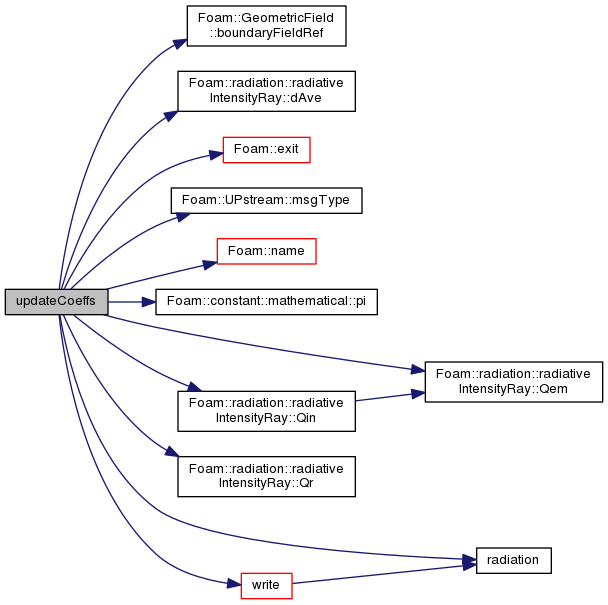 Foam::GeometricField
::boundaryFieldRef
Foam::radiation::radiative
IntensityRay::dAve
Foam::exit
Foam::UPstream::msgType
Foam::name
updateCoeffs
Foam::constant::mathematical::pi
Foam::radiation::radiative
IntensityRay::Qem
Foam::radiation::radiative
IntensityRay::Qin
Foam::radiation::radiative
IntensityRay::Qr
radiation
write